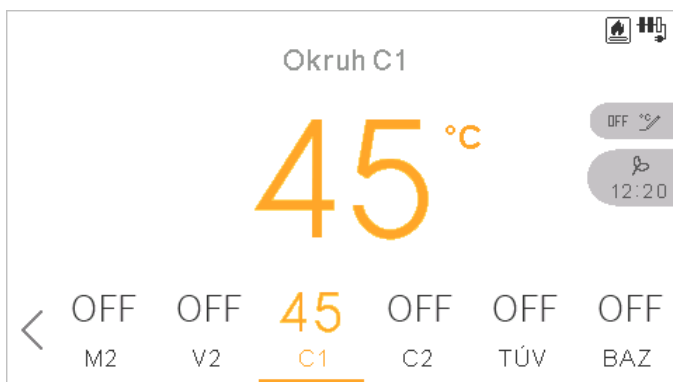 Okruh C1
45 °C
OFF °C
12:20
OFF OFF 45 OFF OFF OFF
M2 V2 C1 C2 TÚV BAZ